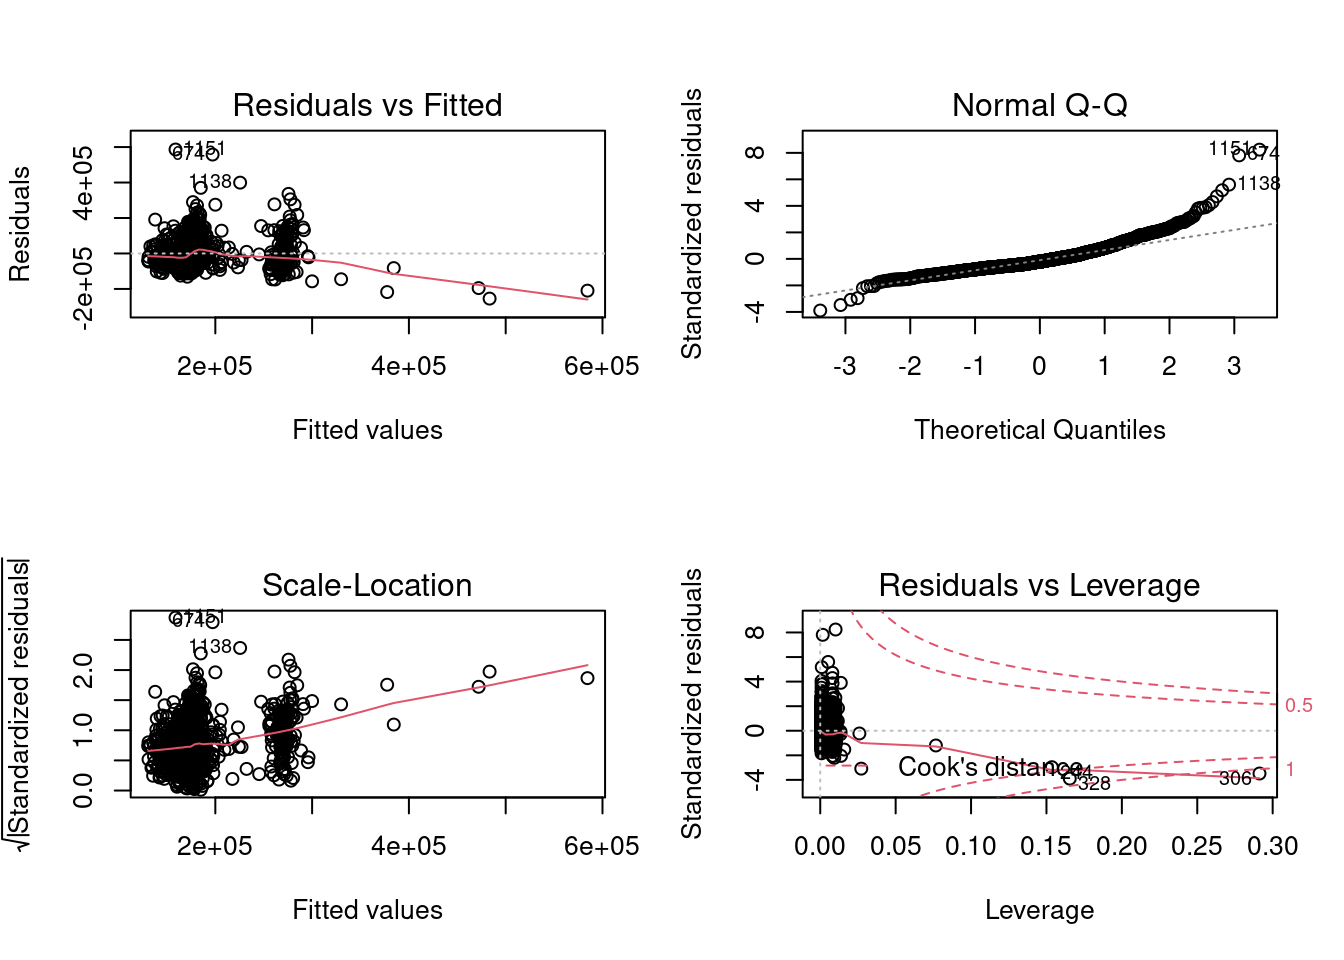 Residuals vs Fitted
Residuals
4e+05
-2e+05
1151
674
1138
2e+05 4e+05 6e+05
Fitted values
Normal Q-Q
Standardized residuals
8
4
0
-4
1151
674
1138
-3 -2 -1 0 1 2 3
Theoretical Quantiles
Scale-Location
√|Standardized residuals|
2.0
1.0
0.0
1151
674
1138
2e+05 4e+05 6e+05
Fitted values
Residuals vs Leverage
Standardized residuals
8
4
0
-4
0.5
1
Cook's distan
328
306
0.00 0.05 0.10 0.15 0.20 0.25 0.30
Leverage